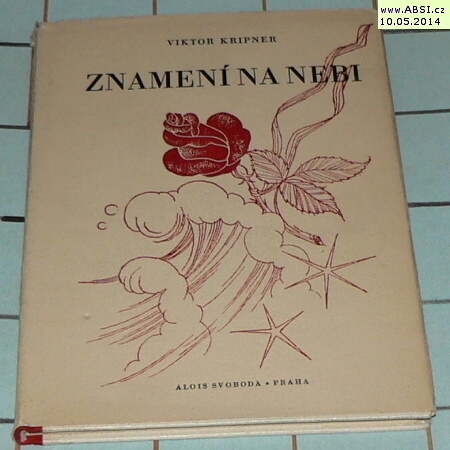 www.ABSI.cz
10.05.2014
VIKTOR KRIPNER
ZNAMENÍ NA NEBI
ALOIS SVOBODA • PRAHA